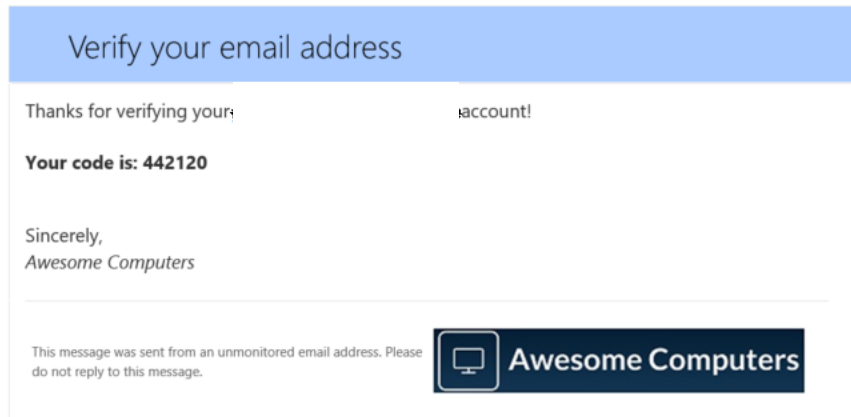 Verify your email address
Thanks for verifying your account!
Your code is: 442120
Sincerely,
Awesome Computers
This message was sent from an unmonitored email address. Please
do not reply to this message.
Awesome Computers